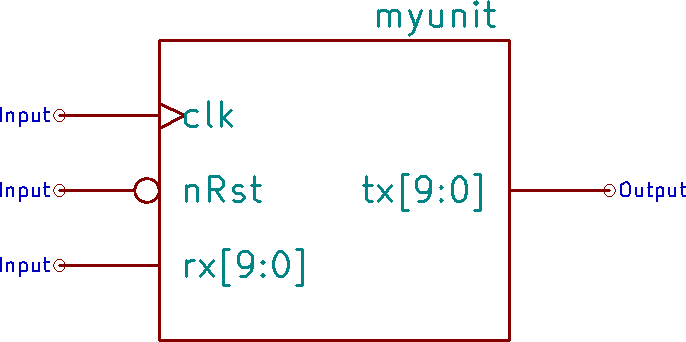 myunit
Input clk
Input nRst tx[9:0] Output
Input rx[9:0]